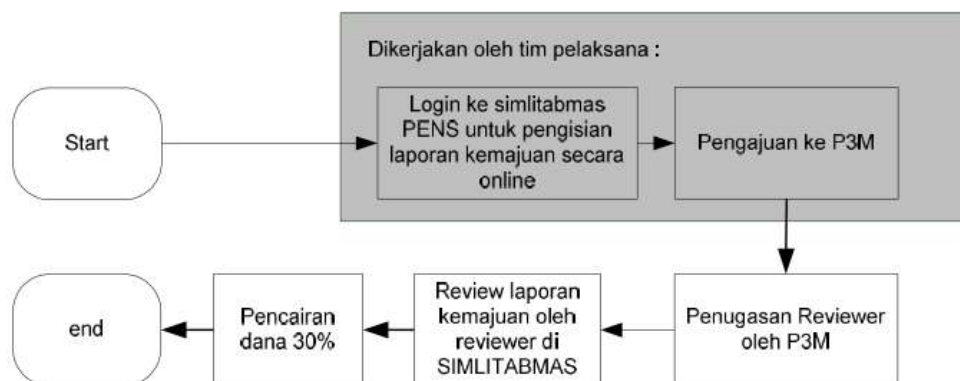 Dikerjakan oleh tim pelaksana :
Start
Login ke simlitabmas
PENS untuk pengisian
laporan kemajuan secara
online
Pengajuan ke P3M
Penugasan Reviewer
oleh P3M
Review laporan
kemajuan oleh
reviewer di
SIMLITABMAS
Pencairan
dana 30%
end